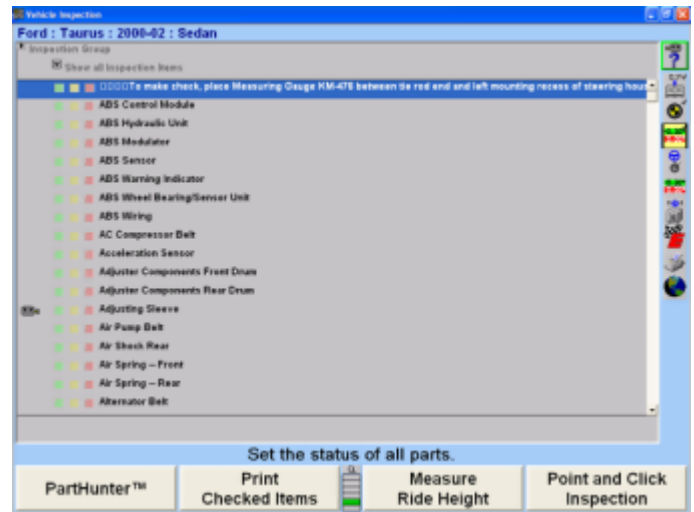 Vehicle Inspection
Ford : Taurus : 2000-02 : Sedan
Inspection Group
Show all Inspection Items
To make check, place Measuring Gauge KM-475 between tie rod end and left mounting recess of steering hous
ABS Control Module
ABS Hydraulic Unit
ABS Modulator
ABS Sensor
ABS Warning Indicator
ABS Wheel Bearing/Sensor Unit
ABS Wiring
AC Compressor Belt
Acceleration Sensor
Adjuster Components Front Drum
Adjuster Components Rear Drum
Adjusting Sleeve
Air Pump Belt
Air Shock Rear
Air Spring – Front
Air Spring – Rear
Alternator Belt
Set the status of all parts.
PartHunter™
Print
Checked Items
Measure
Ride Height
Point and Click
Inspection